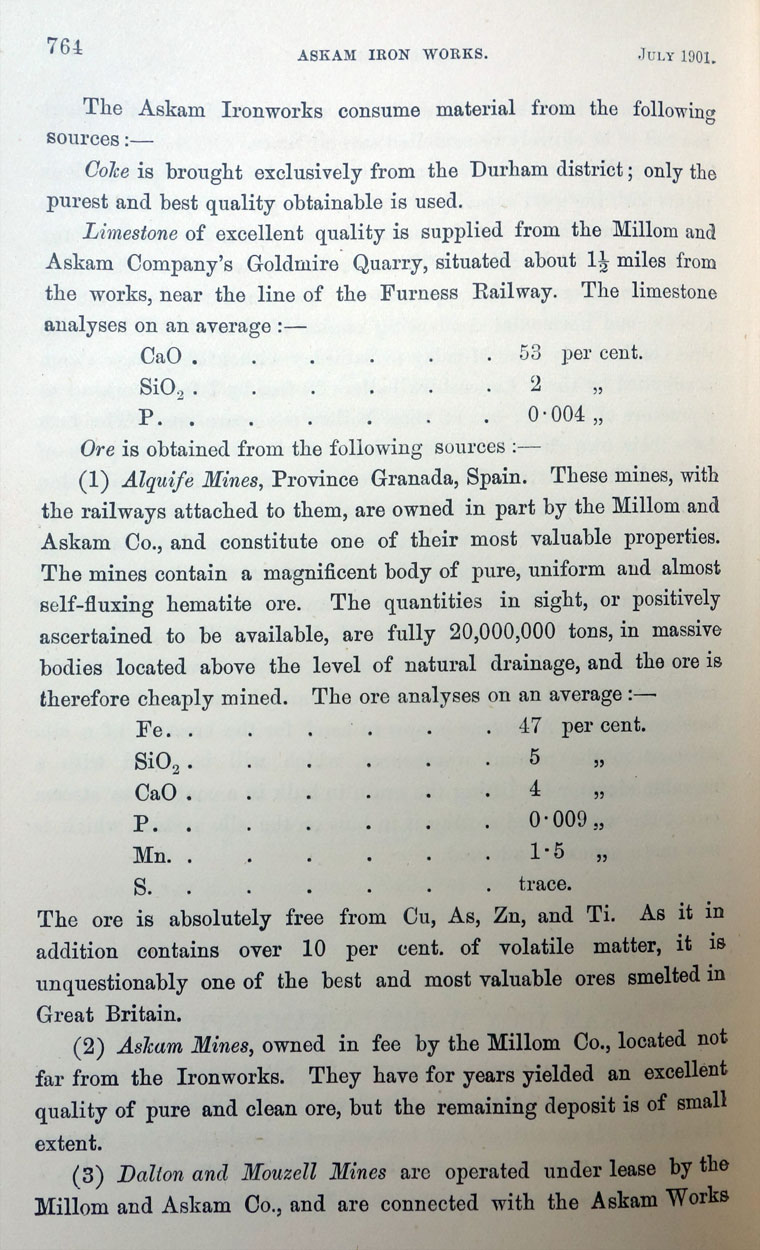 764
ASKAM IRON WORKS.
JULY 1901.
The Askam Ironworks consume material from the following
sources :—
Coke is brought exclusively from the Durham district; only the
purest and best quality obtainable is used.
Limestone of excellent quality is supplied from the Millom and
Askam Company's Goldmire Quarry, situated about 1½ miles from
the works, near the line of the Furness Railway. The limestone
analyses on an average :—
CaO . . . . . . 53 per cent.
SiO₂ . . . . . . 2 „
P. . . . . . . 0·004 „
Ore is obtained from the following sources :—
(1) Alquife Mines, Province Granada, Spain. These mines, with
the railways attached to them, are owned in part by the Millom and
Askam Co., and constitute one of their most valuable properties.
The mines contain a magnificent body of pure, uniform and almost
self-fluxing hematite ore. The quantities in sight, or positively
ascertained to be available, are fully 20,000,000 tons, in massive
bodies located above the level of natural drainage, and the ore is
therefore cheaply mined. The ore analyses on an average :—
Fe. . . . . . . 47 per cent.
SiO₂ . . . . . . 5 „
CaO . . . . . . 4 „
P. . . . . . . 0·009 „
Mn. . . . . . . 1·5 „
S. . . . . . . trace.
The ore is absolutely free from Cu, As, Zn, and Ti. As it in
addition contains over 10 per cent. of volatile matter, it is
unquestionably one of the best and most valuable ores smelted in
Great Britain.
(2) Askam Mines, owned in fee by the Millom Co., located not
far from the Ironworks. They have for years yielded an excellent
quality of pure and clean ore, but the remaining deposit is of small
extent.
(3) Dalton and Mouzell Mines are operated under lease by the
Millom and Askam Co., and are connected with the Askam Works